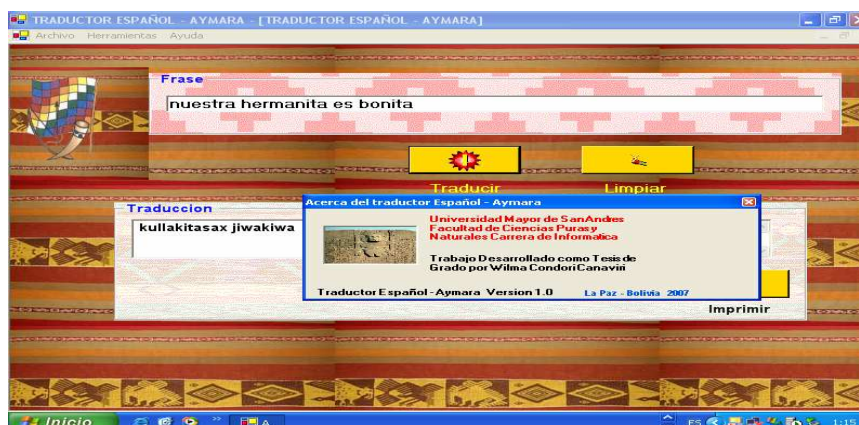 TRADUCTOR ESPAÑOL - AYMARA - [TRADUCTOR ESPAÑOL - AYMARA]
Archivo Herramientas Ayuda
Frase
nuestra hermanita es bonita
Traducir Limpiar
Traduccion
kullakitasax jiwakiwa
Acerca del traductor Español - Aymara
Universidad Mayor de San Andres
Facultad de Ciencias Puras y
Naturales Carrera de Informatica
Trabajo Desarrollado como Tesis de
Grado por Wilma Condori Canaviri
Traductor Español - Aymara Version 1.0 La Paz - Bolivia 2007
Imprimir
Inicio A ES 1:15